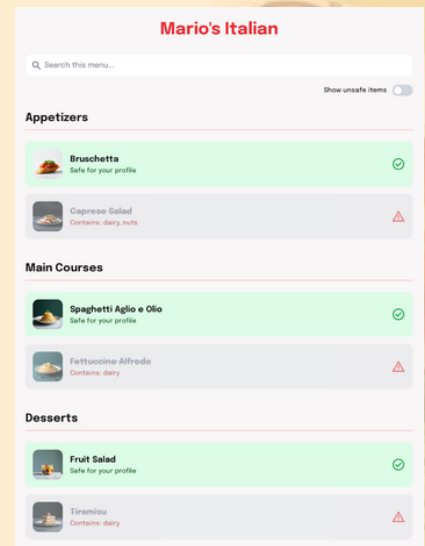 Mario's Italian
Search this menu...
Show unsafe items
Appetizers
Bruschetta
Safe for your profile
Caprese Salad
Contains: dairy, nuts
Main Courses
Spaghetti Aglio e Olio
Safe for your profile
Fettuccine Alfredo
Contains: dairy
Desserts
Fruit Salad
Safe for your profile
Tiramisu
Contains: dairy